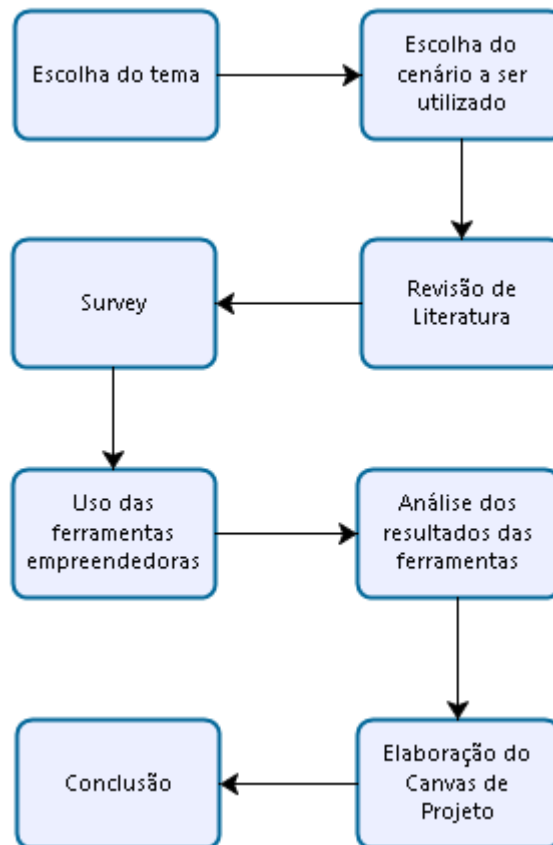 Escolha do tema
Escolha do
cenário a ser
utilizado
Revisão de
Literatura
Survey
Uso das
ferramentas
empreendedoras
Análise dos
resultados das
ferramentas
Elaboração do
Canvas de
Projeto
Conclusão